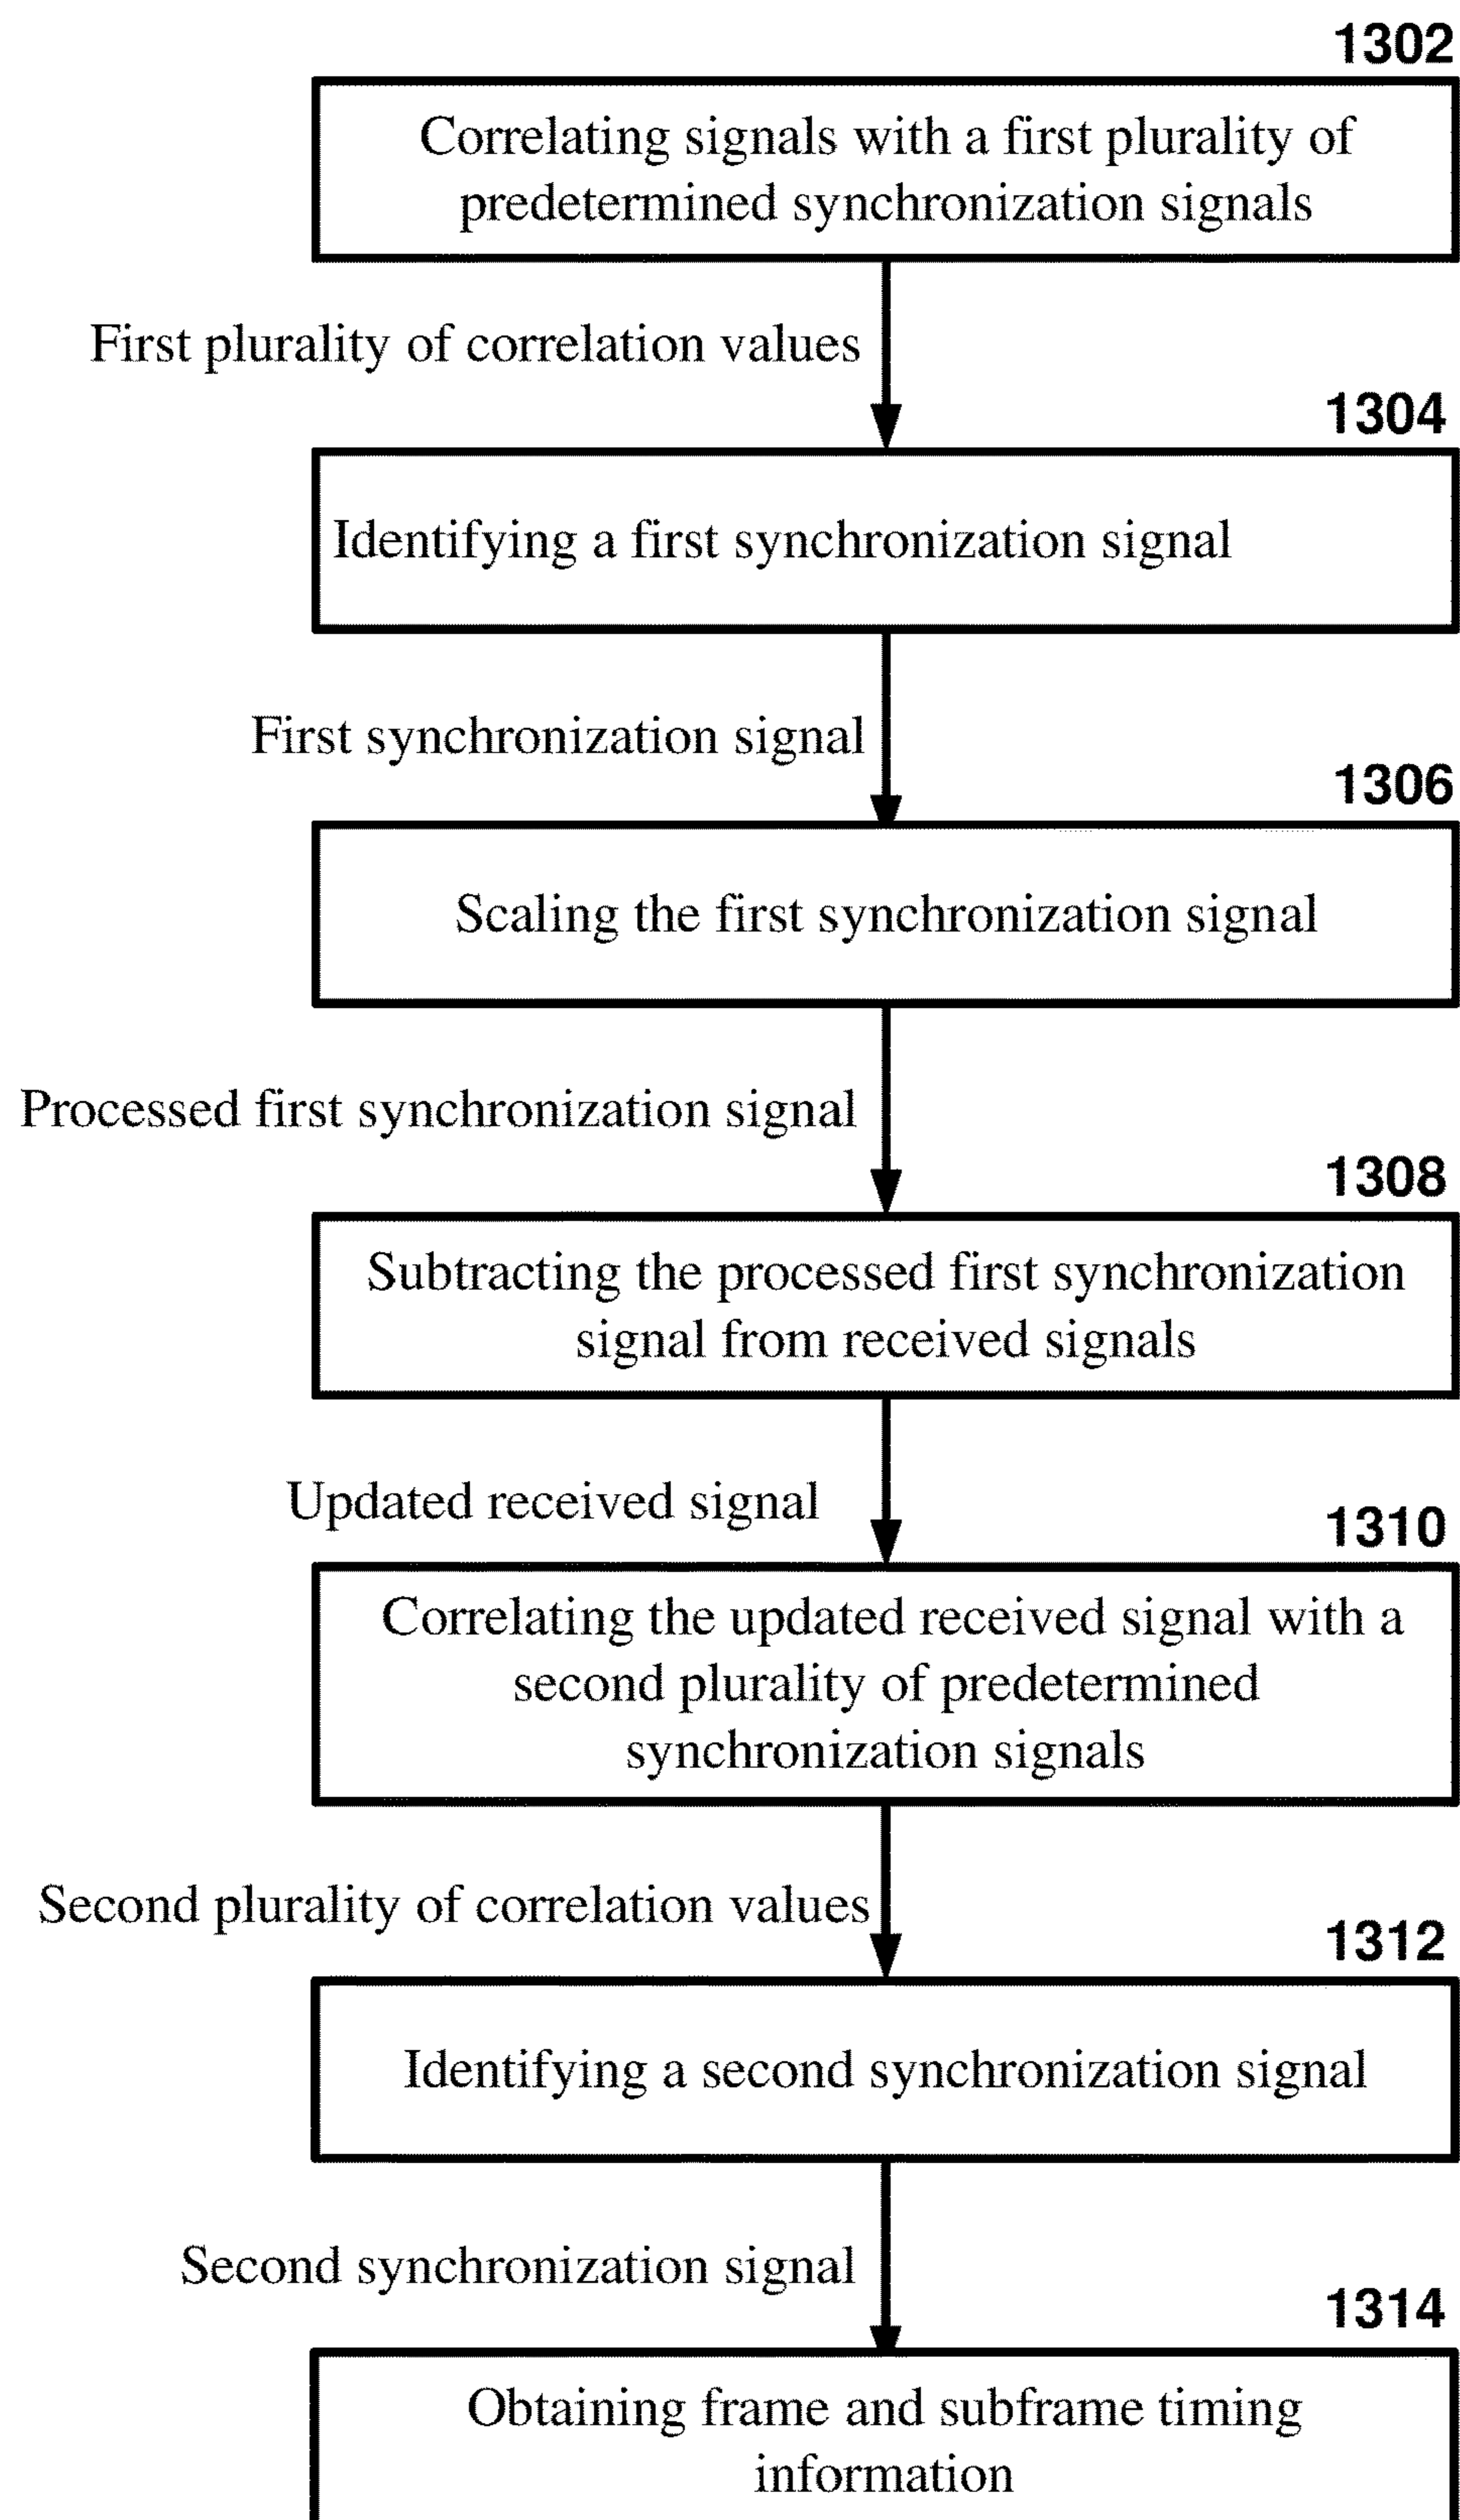 1302
Correlating signals with a first plurality of
predetermined synchronization signals
First plurality of correlation values
1304
Identifying a first synchronization signal
First synchronization signal
1306
Scaling the first synchronization signal
Processed first synchronization signal
1308
Subtracting the processed first synchronization
signal from received signals
Updated received signal
1310
Correlating the updated received signal with a
second plurality of predetermined
synchronization signals
Second plurality of correlation values
1312
Identifying a second synchronization signal
Second synchronization signal
1314
Obtaining frame and subframe timing
information